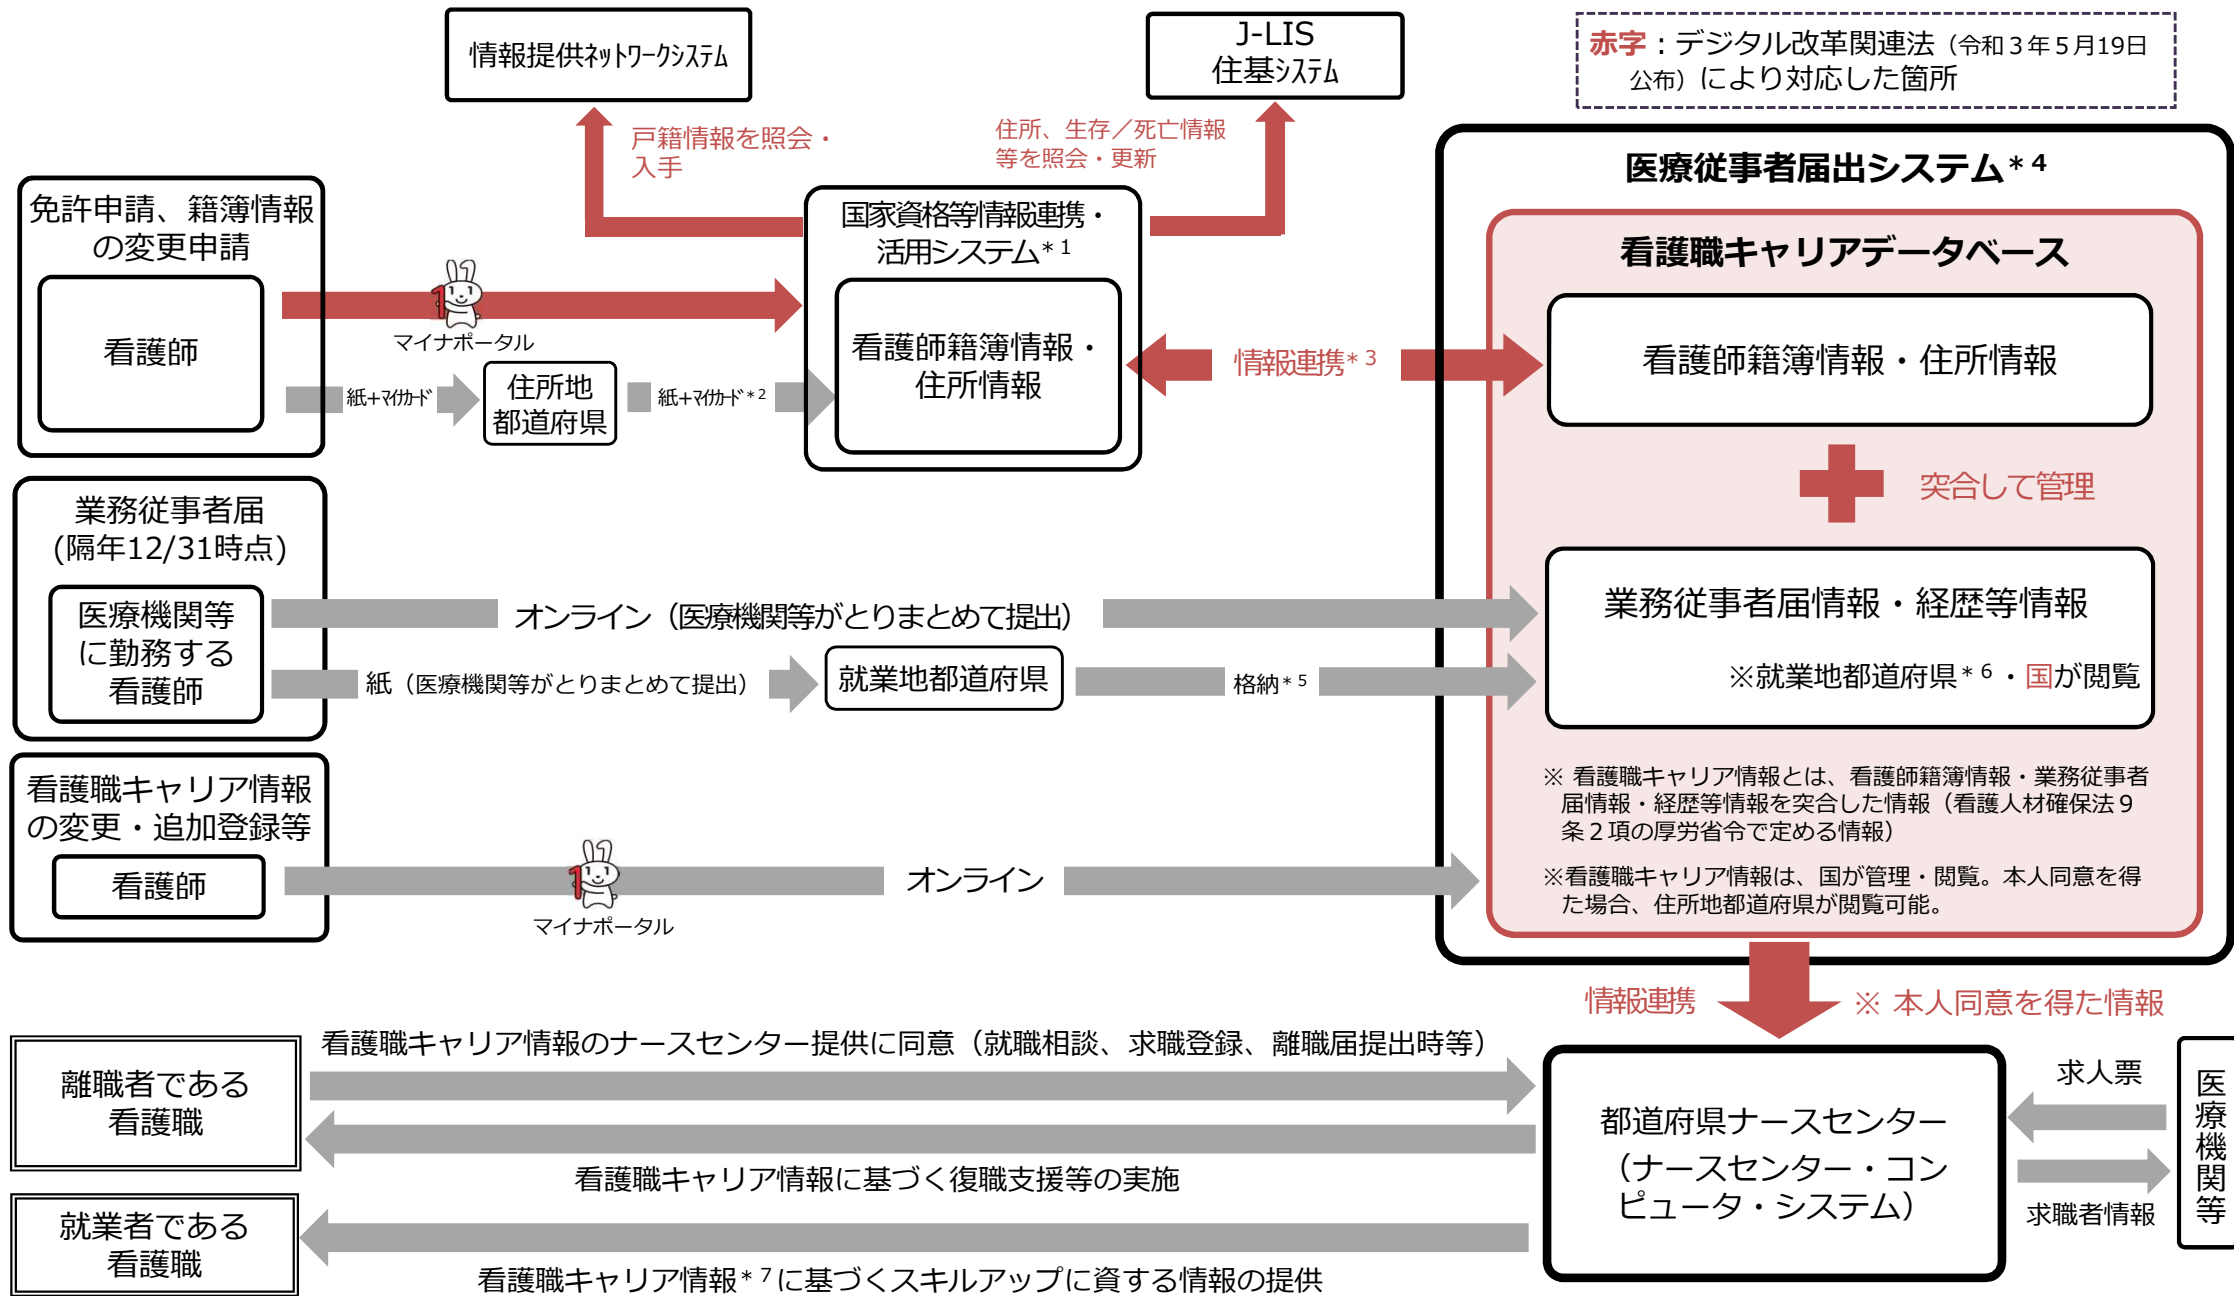 情報提供ネットワークシステム
J-LIS
住基システム
赤字：デジタル改革関連法（令和３年５月19日
公布）により対応した箇所
戸籍情報を照会・
入手
住所、生存／死亡情報
等を照会・更新
免許申請、籍簿情報
の変更申請
看護師
マイナポータル
紙+マイナカード
住所地
都道府県
紙+マイナカード*２
国家資格等情報連携・
活用システム*１
看護師籍簿情報・
住所情報
情報連携*３
医療従事者届出システム*４
看護職キャリアデータベース
看護師籍簿情報・住所情報
突合して管理
業務従事者届
(隔年12/31時点)
医療機関等
に勤務する
看護師
オンライン（医療機関等がとりまとめて提出）
紙（医療機関等がとりまとめて提出）
就業地都道府県
格納*５
業務従事者届情報・経歴等情報
※就業地都道府県*６・国が閲覧
看護職キャリア情報
の変更・追加登録等
看護師
マイナポータル
オンライン
※ 看護職キャリア情報とは、看護師籍簿情報・業務従事者
届情報・経歴等情報を突合した情報（看護人材確保法９
条２項の厚労省令で定める情報）
※看護職キャリア情報は、国が管理・閲覧。本人同意を得
た場合、住所地都道府県が閲覧可能。
情報連携
※ 本人同意を得た情報
離職者である
看護職
看護職キャリア情報のナースセンター提供に同意（就職相談、求職登録、離職届提出時等）
看護職キャリア情報に基づく復職支援等の実施
就業者である
看護職
看護職キャリア情報*７に基づくスキルアップに資する情報の提供
都道府県ナースセンター
（ナースセンター・コン
ピュータ・システム）
求人票
求職者情報
医療機関等